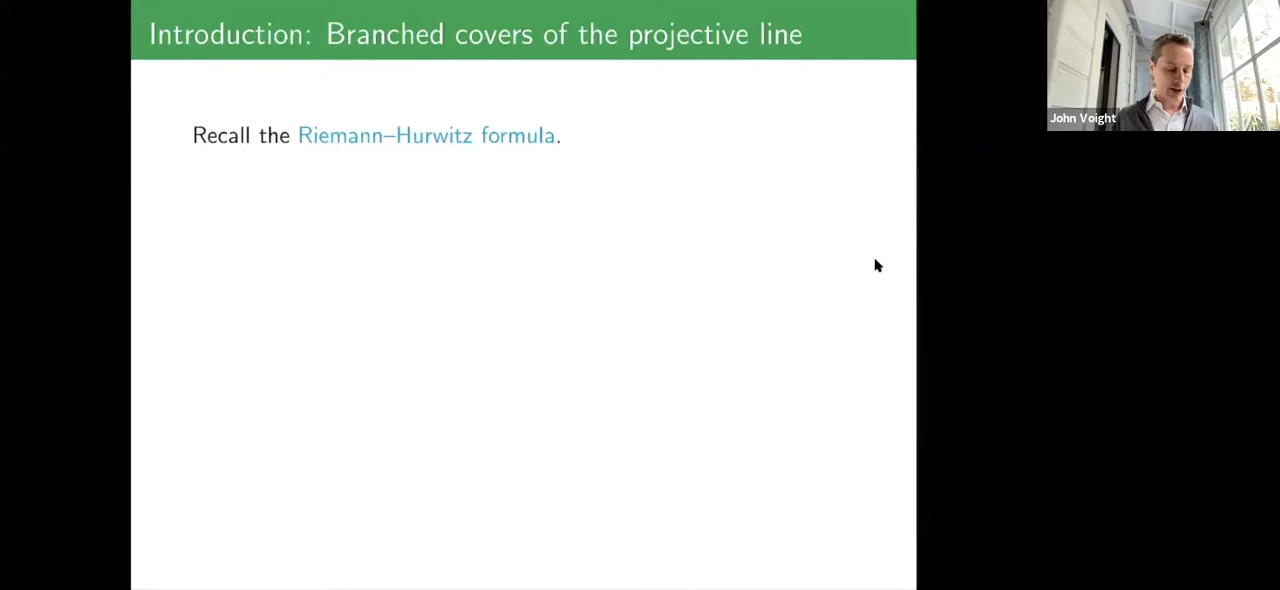 Introduction: Branched covers of the projective line
Recall the Riemann–Hurwitz formula.
John Voight